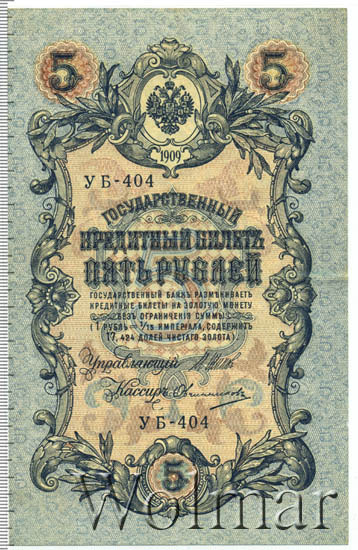 5 5
1909
УБ-404
ГОСУДАРСТВЕННЫЙ
КРЕДИТНЫЙ БИЛЕТЪ
ПЯТЬ РУБЛЕЙ
ГОСУДАРСТВЕННЫЙ БАНКЪ РАЗМѢНИВАЕТЪ
КРЕДИТНЫЕ БИЛЕТЫ НА ЗОЛОТУЮ МОНЕТУ
БЕЗЪ ОГРАНИЧЕНІЯ СУММЫ
(1 РУБЛЬ = 1/15 ИМПЕРІАЛА, СОДЕРЖИТЪ
17,424 ДОЛЕЙ ЧИСТАГО ЗОЛОТА).
Управляющій
Кассиръ
УБ-404
5
Wolmar